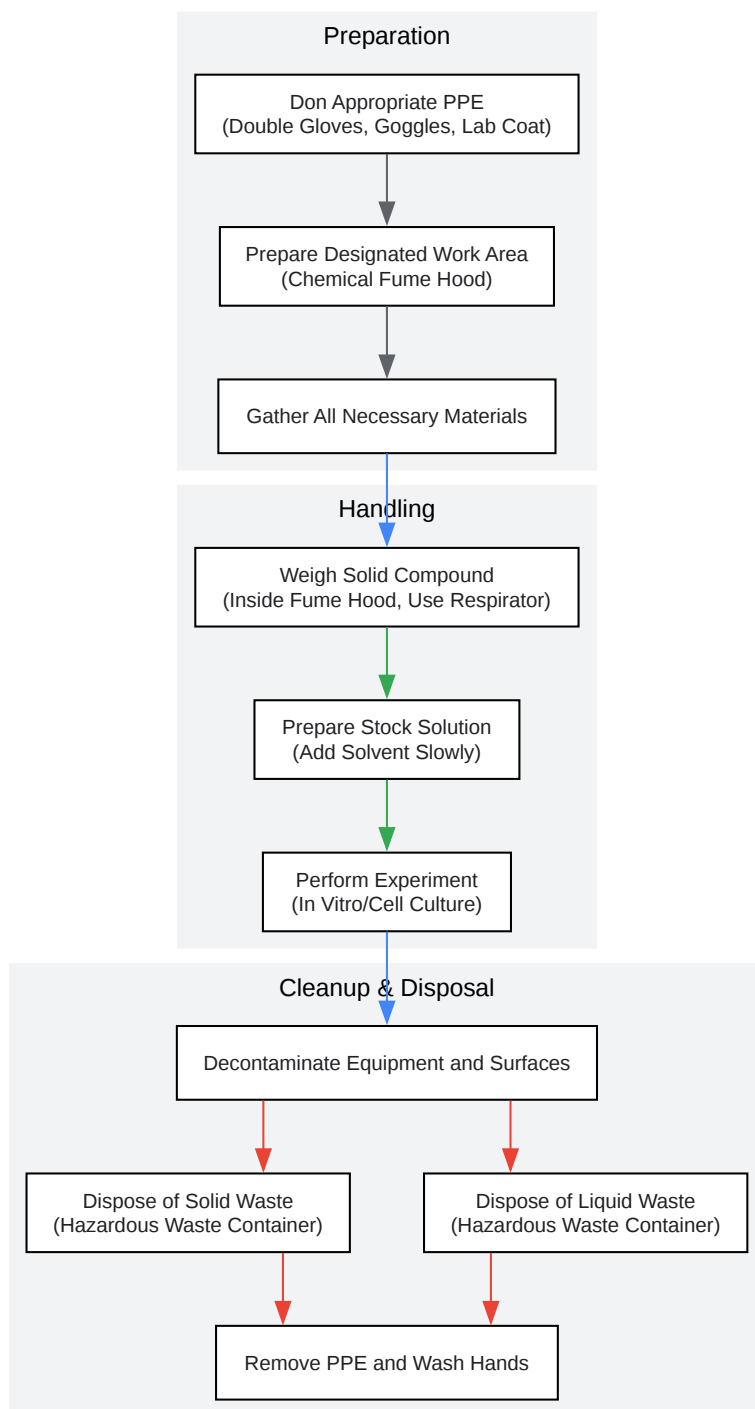 Preparation
Don Appropriate PPE
(Double Gloves, Goggles, Lab Coat)
Prepare Designated Work Area
(Chemical Fume Hood)
Gather All Necessary Materials
Handling
Weigh Solid Compound
(Inside Fume Hood, Use Respirator)
Prepare Stock Solution
(Add Solvent Slowly)
Perform Experiment
(In Vitro/Cell Culture)
Cleanup & Disposal
Decontaminate Equipment and Surfaces
Dispose of Solid Waste
(Hazardous Waste Container)
Dispose of Liquid Waste
(Hazardous Waste Container)
Remove PPE and Wash Hands